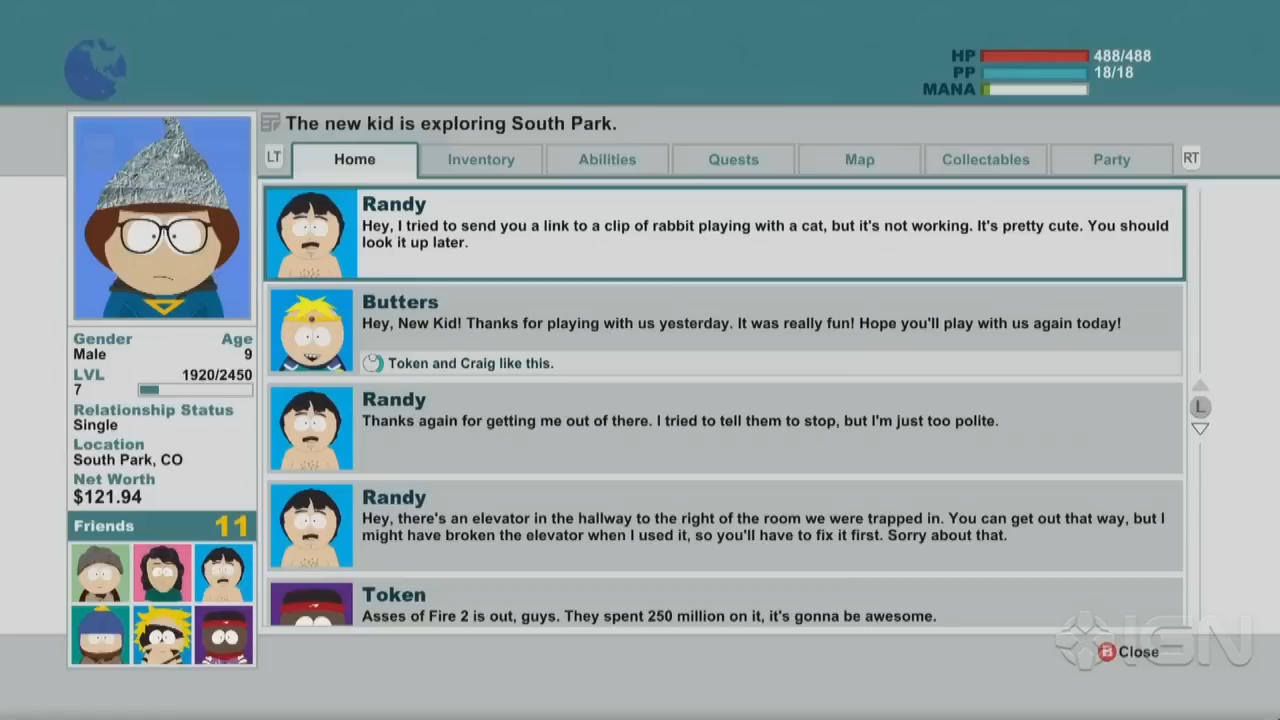 HP 488/488
PP 18/18
MANA
The new kid is exploring South Park.
LT Home Inventory Abilities Quests Map Collectables Party RT
Randy
Hey, I tried to send you a link to a clip of rabbit playing with a cat, but it's not working. It's pretty cute. You should
look it up later.
Butters
Hey, New Kid! Thanks for playing with us yesterday. It was really fun! Hope you'll play with us again today!
Token and Craig like this.
Randy
Thanks again for getting me out of there. I tried to tell them to stop, but I'm just too polite.
Randy
Hey, there's an elevator in the hallway to the right of the room we were trapped in. You can get out that way, but I
might have broken the elevator when I used it, so you'll have to fix it first. Sorry about that.
Token
Asses of Fire 2 is out, guys. They spent 250 million on it, it's gonna be awesome.
Gender Age
Male 9
LVL 1920/2450
7
Relationship Status
Single
Location
South Park, CO
Net Worth
$121.94
Friends 11
L
B Close
IGN